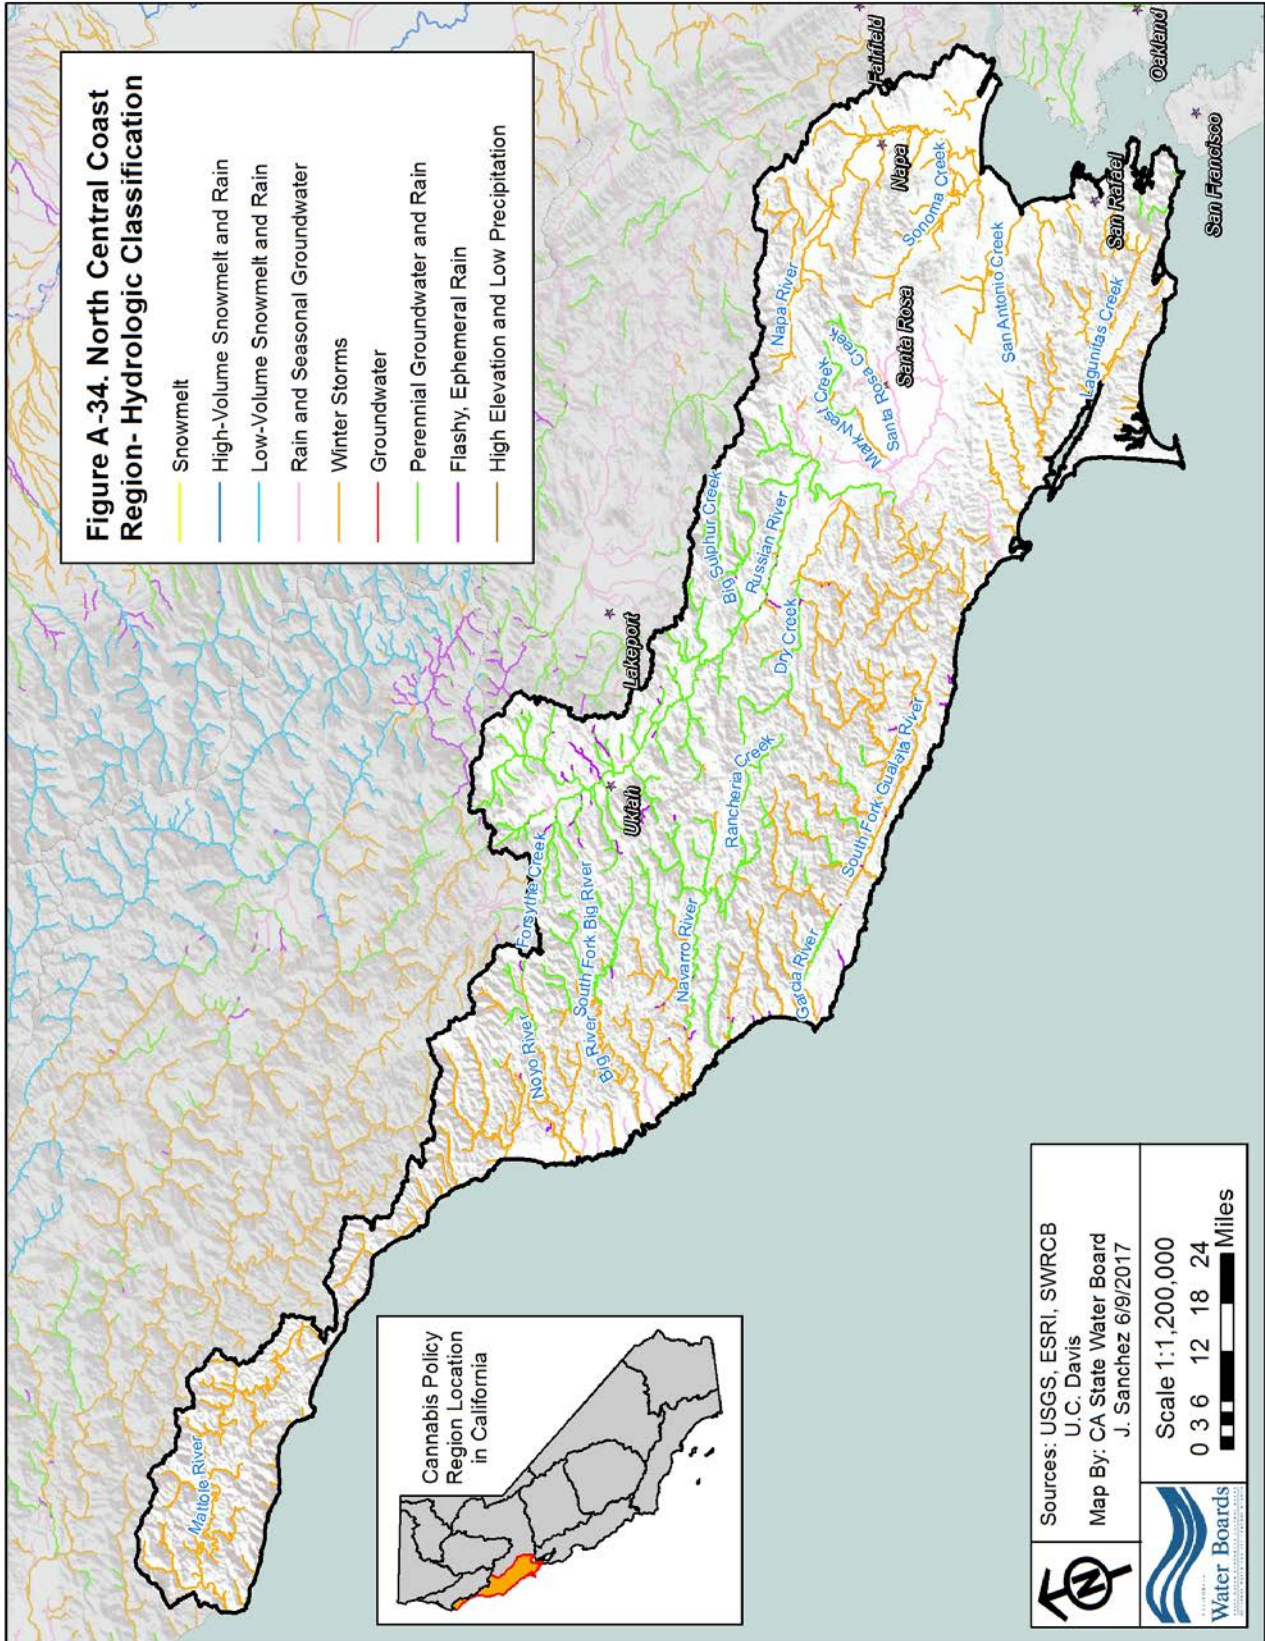 Figure A-34. North Central Coast
Region- Hydrologic Classification
Snowmelt
High-Volume Snowmelt and Rain
Low-Volume Snowmelt and Rain
Rain and Seasonal Groundwater
Winter Storms
Groundwater
Perennial Groundwater and Rain
Flashy, Ephemeral Rain
High Elevation and Low Precipitation
Mattole River
Forsythe Creek
Noyo River
South Fork Big River
Big River
Ukiah
Lakeport
Navarro River
Rancheria Creek
Garcia River
South Fork Gualala River
Dry Creek
Big Sulphur Creek
Russian River
Mark West Creek
Santa Rosa Creek
Santa Rosa
Napa River
Napa
Sonoma Creek
Fairfield
San Antonio Creek
Lagunitas Creek
San Rafael
San Francisco
Oakland
Cannabis Policy
Region Location
in California
N
Sources: USGS, ESRI, SWRCB
U.C. Davis
Map By: CA State Water Board
J. Sanchez 6/9/2017
CALIFORNIA
Water Boards
Scale 1:1,200,000
0 3 6 12 18 24
Miles